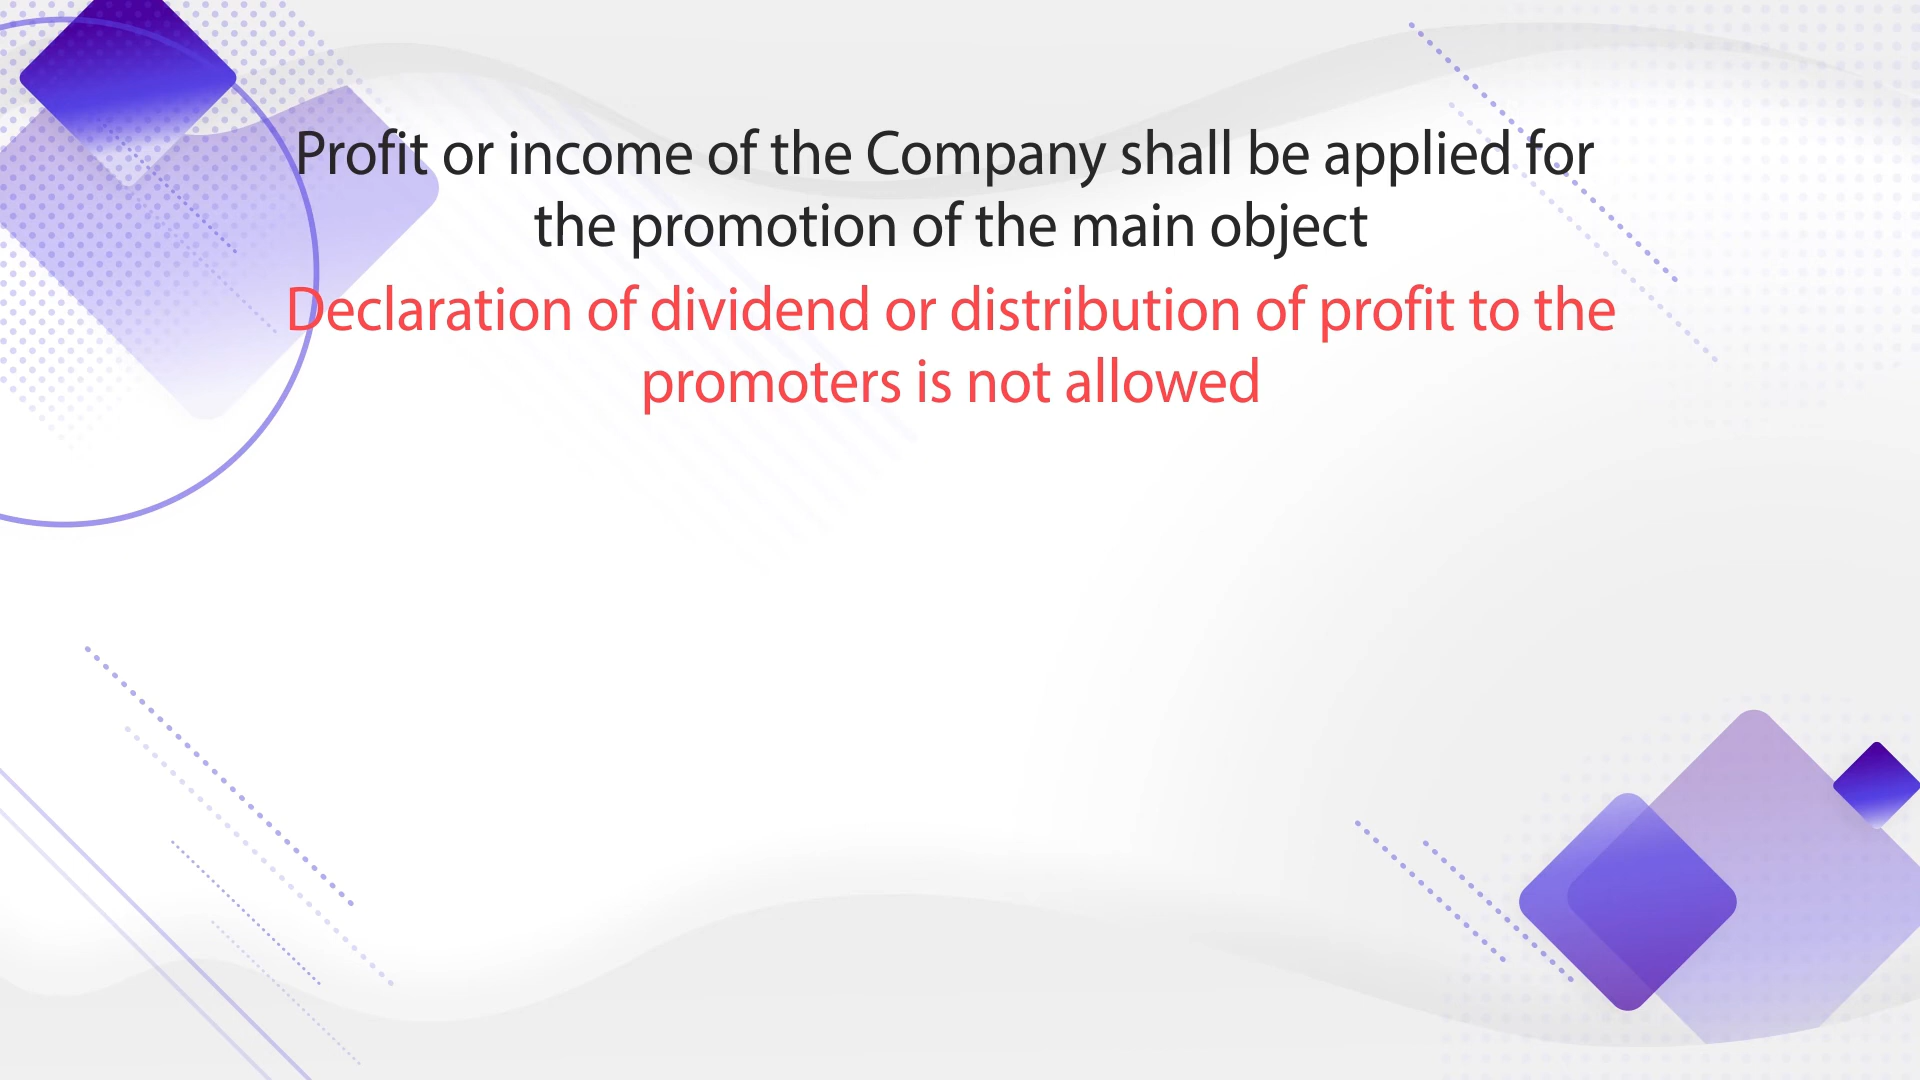 Profit or income of the Company shall be applied for
the promotion of the main object
Declaration of dividend or distribution of profit to the
promoters is not allowed